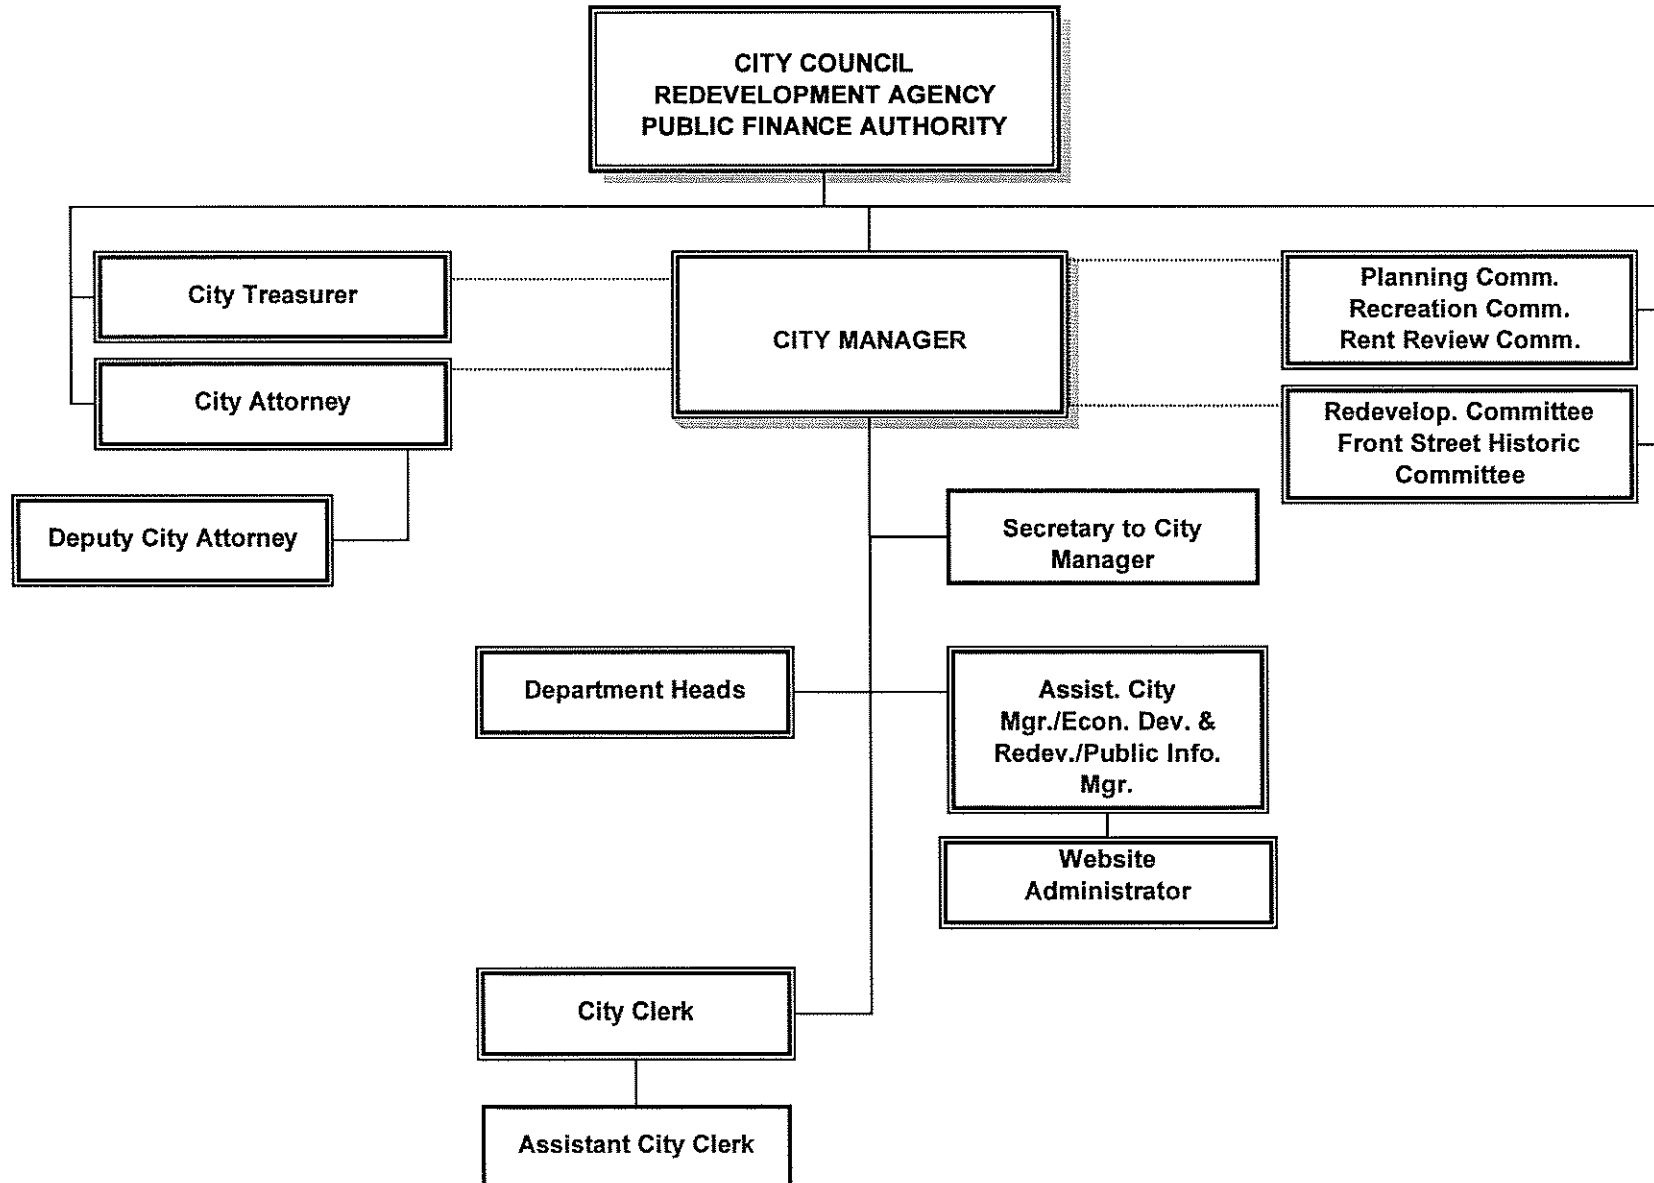 CITY COUNCIL
REDEVELOPMENT AGENCY
PUBLIC FINANCE AUTHORITY
City Treasurer
CITY MANAGER
Planning Comm.
Recreation Comm.
Rent Review Comm.
City Attorney
Redevelop. Committee
Front Street Historic
Committee
Deputy City Attorney
Secretary to City
Manager
Department Heads
Assist. City
Mgr./Econ. Dev. &
Redev./Public Info.
Mgr.
Website
Administrator
City Clerk
Assistant City Clerk